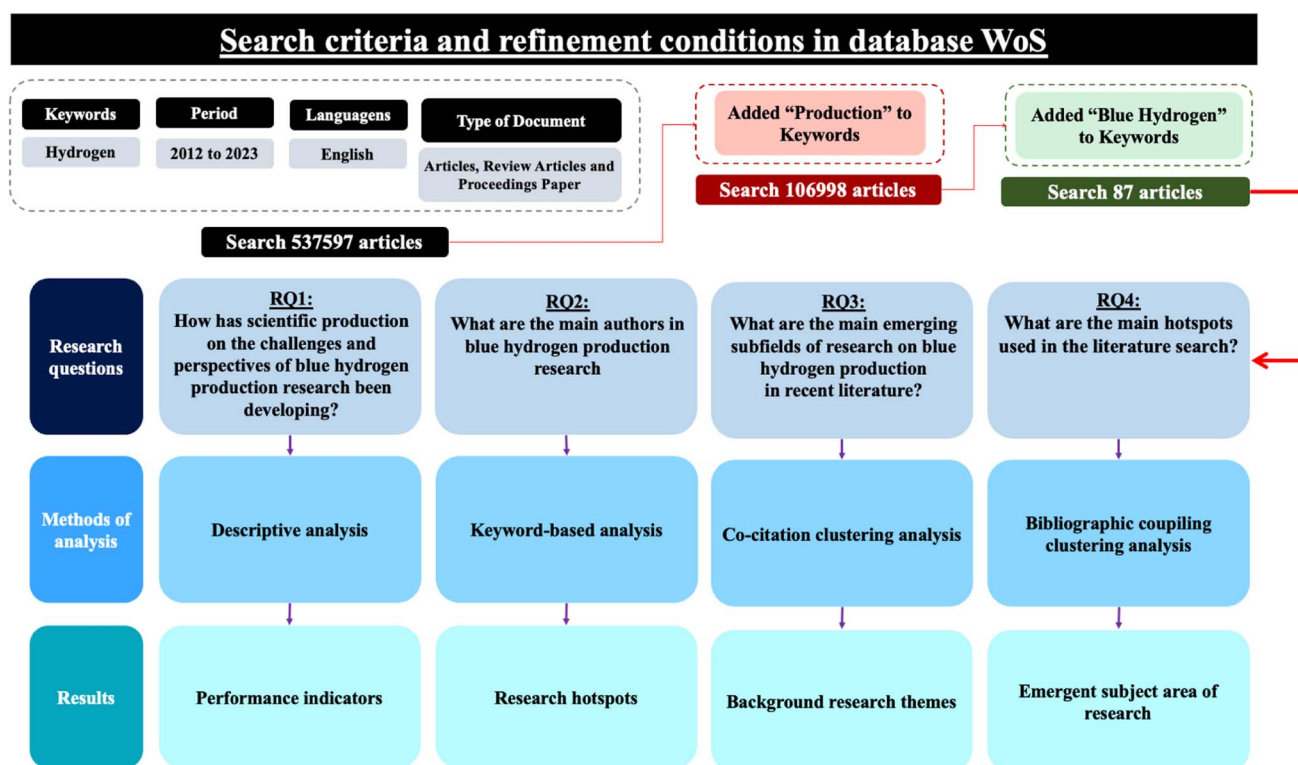 Search criteria and refinement conditions in database WoS
Keywords
Hydrogen
Period
2012 to 2023
Languagens
English
Type of Document
Articles, Review Articles and
Proceedings Paper
Search 537597 articles
Added “Production” to
Keywords
Search 106998 articles
Added “Blue Hydrogen”
to Keywords
Search 87 articles
Research
questions
RQ1:
How has scientific production
on the challenges and
perspectives of blue hydrogen
production research been
developing?
RQ2:
What are the main authors in
blue hydrogen production
research
RQ3:
What are the main emerging
subfields of research on blue
hydrogen production
in recent literature?
RQ4:
What are the main hotspots
used in the literature search?
Methods of
analysis
Descriptive analysis
Keyword-based analysis
Co-citation clustering analysis
Bibliographic coupiling
clustering analysis
Results
Performance indicators
Research hotspots
Background research themes
Emergent subject area of
research